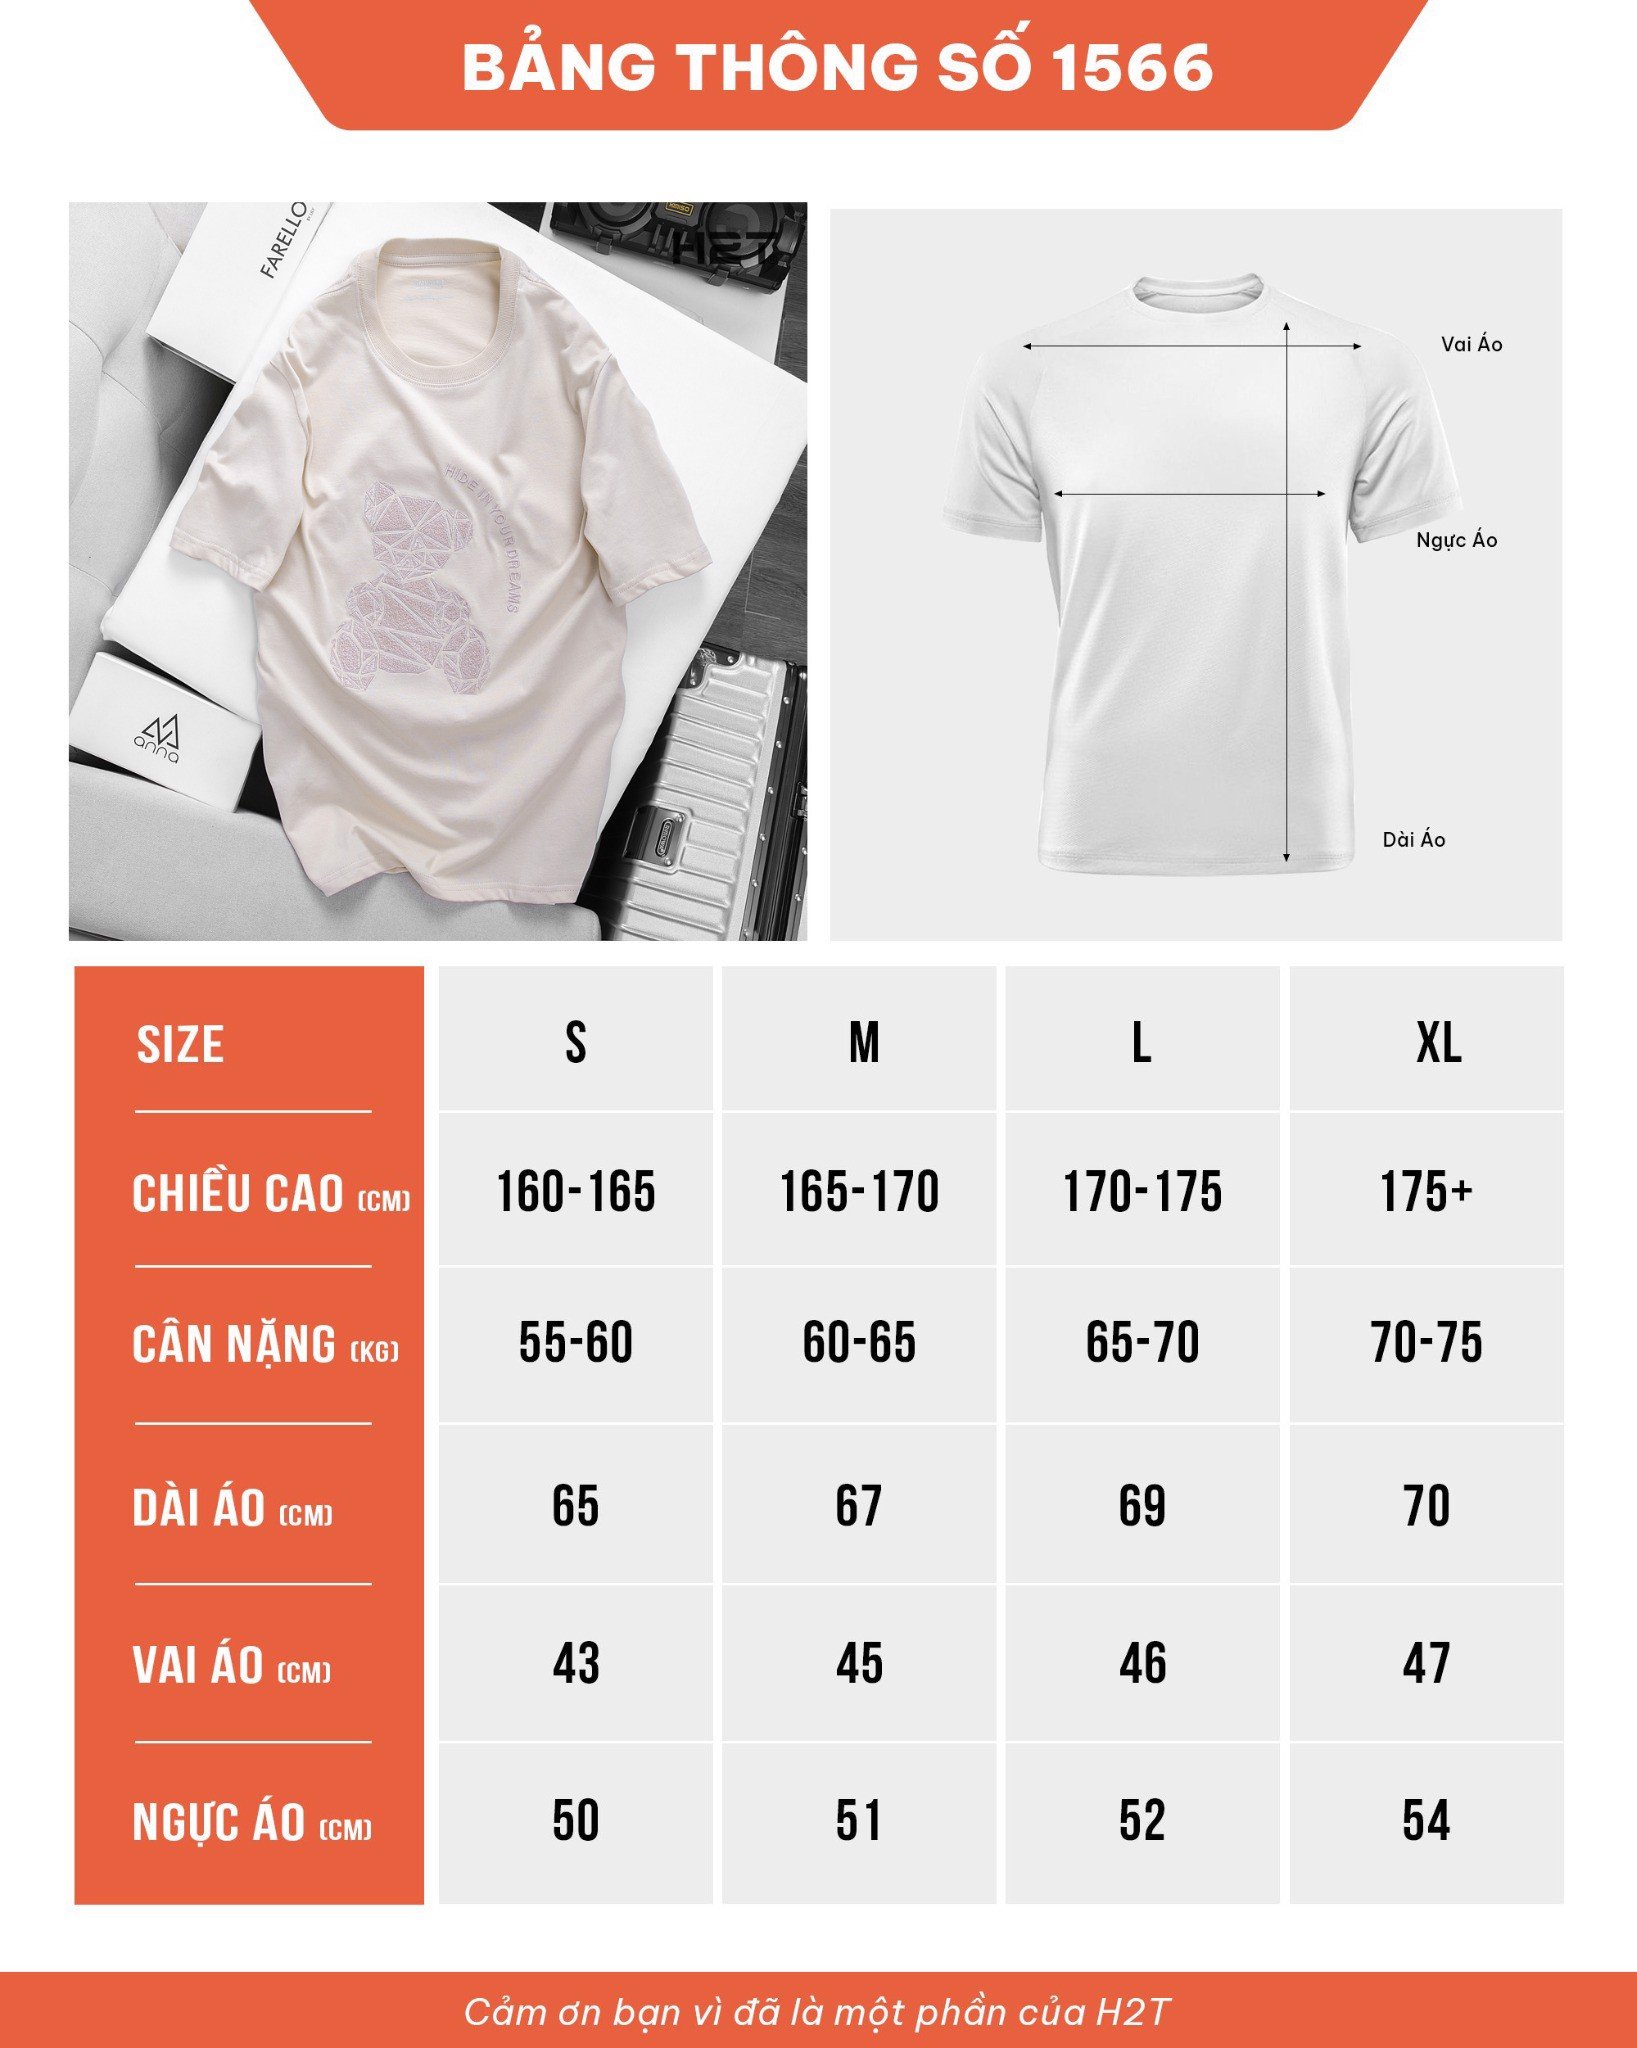 BẢNG THÔNG SỐ 1566
FARELLO
H2T
HIDE IN YOUR DREAMS
anna
Vai Áo
Ngực Áo
Dài Áo
SIZE S M L XL
CHIỀU CAO (CM) 160-165 165-170 170-175 175+
CÂN NẶNG (KG) 55-60 60-65 65-70 70-75
DÀI ÁO (CM) 65 67 69 70
VAI ÁO (CM) 43 45 46 47
NGỰC ÁO (CM) 50 51 52 54
Cảm ơn bạn vì đã là một phần của H2T